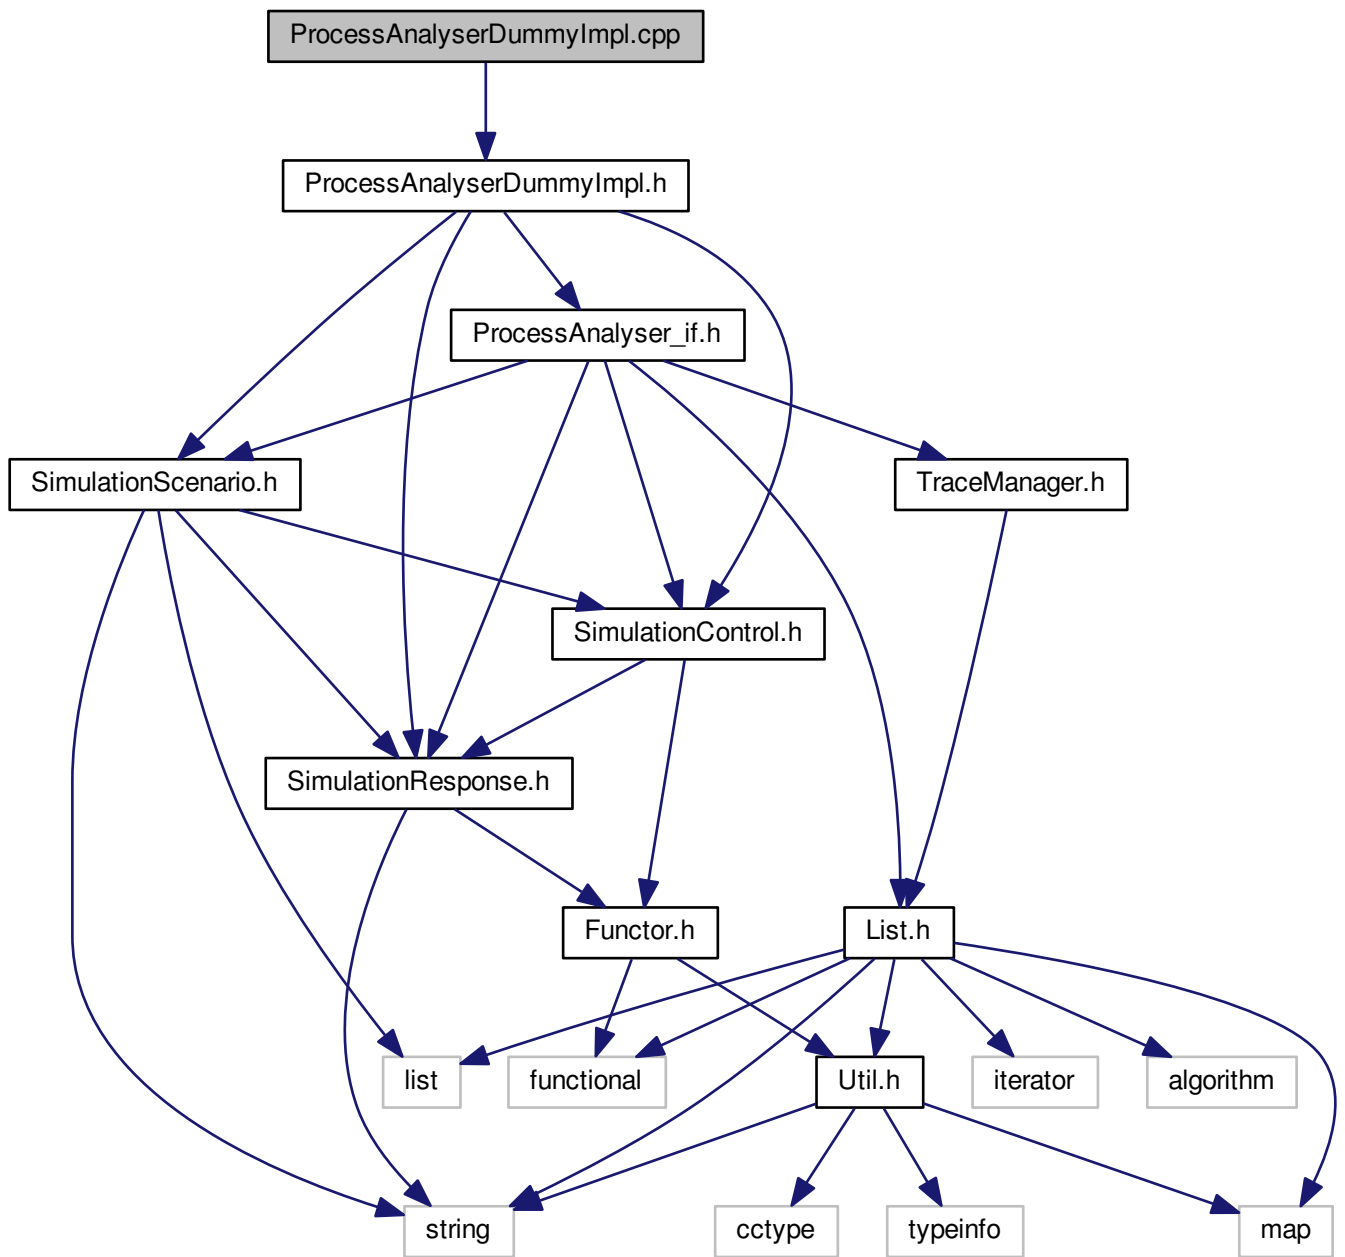 ProcessAnalyserDummyImpl.cpp
ProcessAnalyserDummyImpl.h
ProcessAnalyser_if.h
SimulationScenario.h
TraceManager.h
SimulationControl.h
SimulationResponse.h
Functor.h
List.h
list
functional
Util.h
iterator
algorithm
string
cctype
typeinfo
map